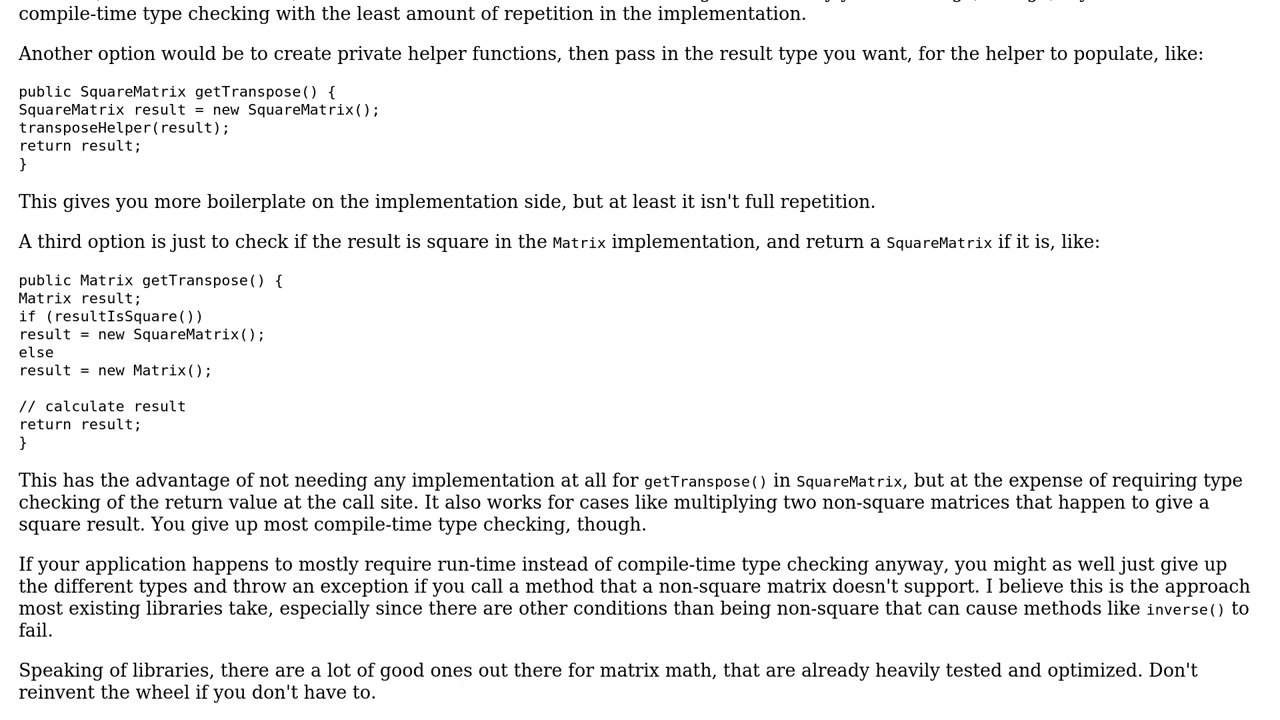 compile-time type checking with the least amount of repetition in the implementation.
Another option would be to create private helper functions, then pass in the result type you want, for the helper to populate, like:
public SquareMatrix getTranspose() {
SquareMatrix result = new SquareMatrix();
transposeHelper(result);
return result;
}
This gives you more boilerplate on the implementation side, but at least it isn't full repetition.
A third option is just to check if the result is square in the Matrix implementation, and return a SquareMatrix if it is, like:
public Matrix getTranspose() {
Matrix result;
if (resultIsSquare())
result = new SquareMatrix();
else
result = new Matrix();
// calculate result
return result;
}
This has the advantage of not needing any implementation at all for getTranspose() in SquareMatrix, but at the expense of requiring type
checking of the return value at the call site. It also works for cases like multiplying two non-square matrices that happen to give a
square result. You give up most compile-time type checking, though.
If your application happens to mostly require run-time instead of compile-time type checking anyway, you might as well just give up
the different types and throw an exception if you call a method that a non-square matrix doesn't support. I believe this is the approach
most existing libraries take, especially since there are other conditions than being non-square that can cause methods like inverse() to
fail.
Speaking of libraries, there are a lot of good ones out there for matrix math, that are already heavily tested and optimized. Don't
reinvent the wheel if you don't have to.